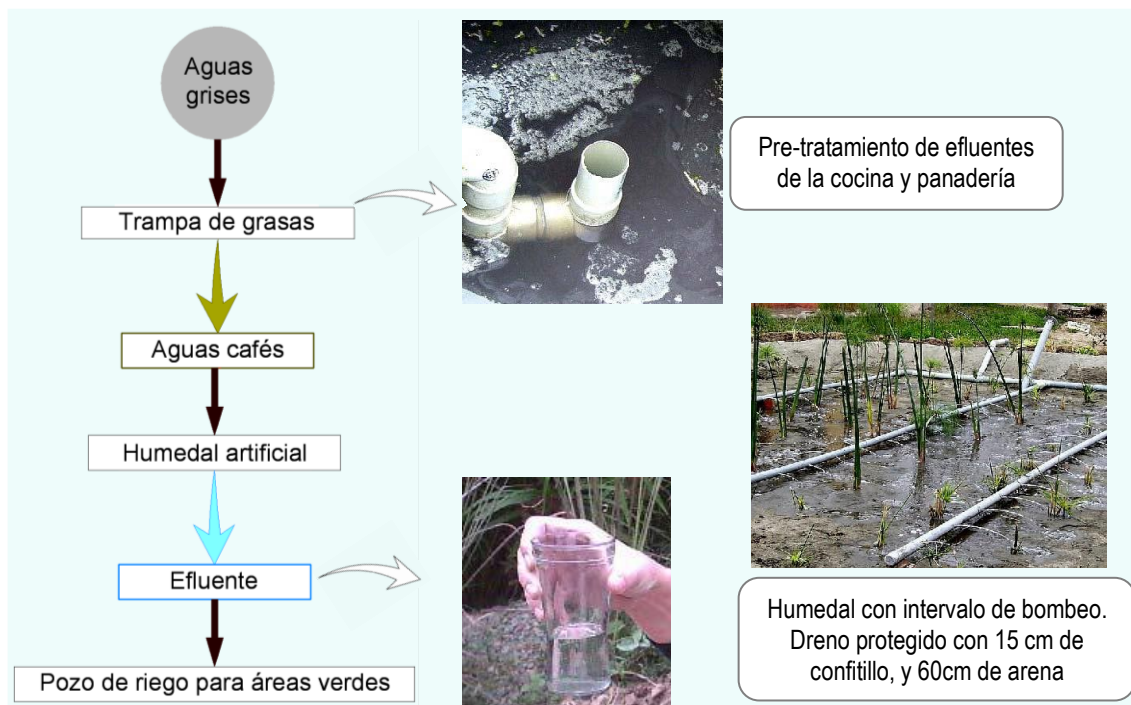 Aguas
grises
Trampa de grasas
Aguas cafés
Humedal artificial
Efluente
Pozo de riego para áreas verdes
Pre-tratamiento de efluentes
de la cocina y panadería
Humedal con intervalo de bombeo.
Dreno protegido con 15 cm de
confitillo, y 60cm de arena